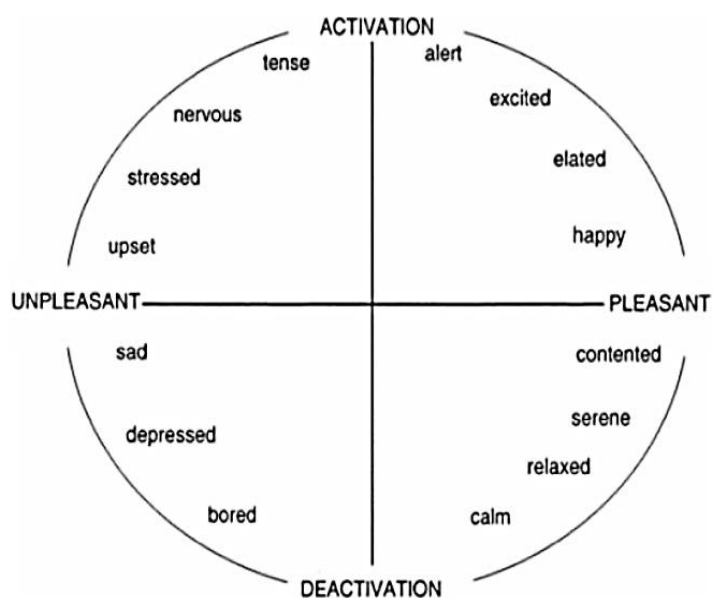 ACTIVATION
tense
alert
nervous
excited
stressed
elated
upset
happy
UNPLEASANT
PLEASANT
sad
contented
depressed
serene
relaxed
bored
calm
DEACTIVATION